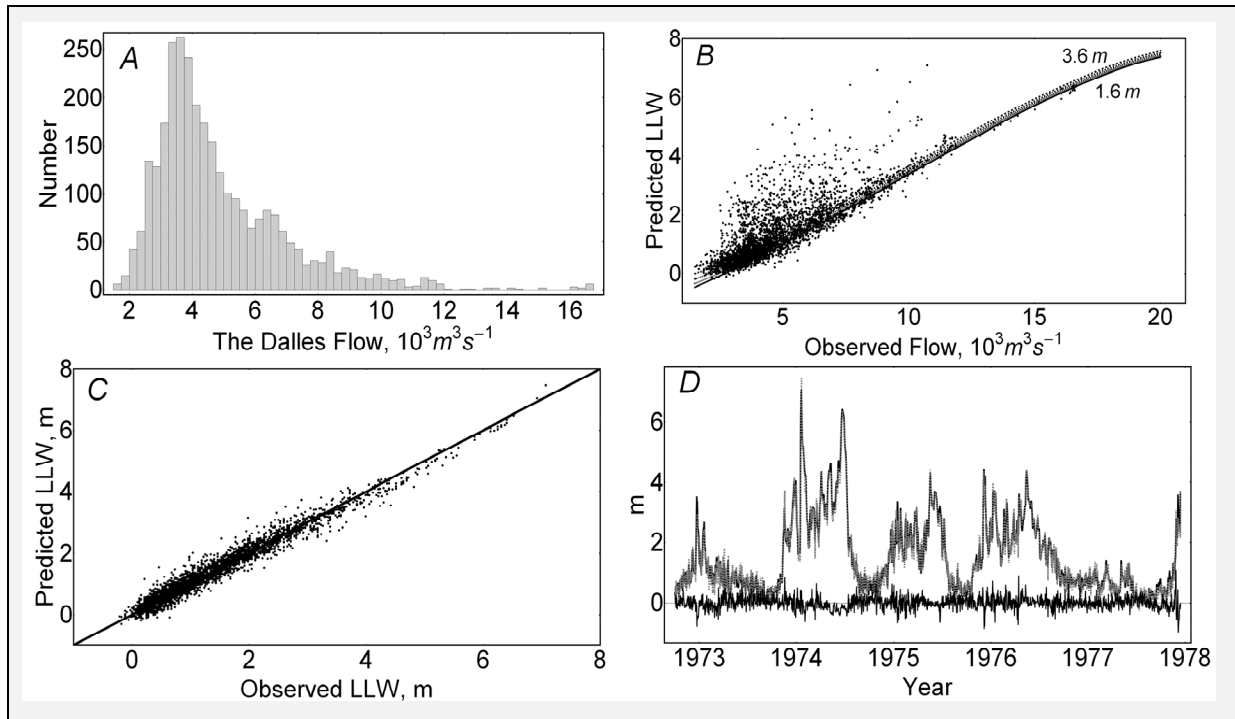 A
250
200
150
100
50
0
Number
2 4 6 8 10 12 14 16
The Dalles Flow, 10³m³s⁻¹
B
8
6
4
2
0
Predicted LLW
3.6 m
1.6 m
5 10 15 20
Observed Flow, 10³m³s⁻¹
C
8
6
4
2
0
Predicted LLW, m
0 2 4 6 8
Observed LLW, m
D
6
4
2
0
m
1973 1974 1975 1976 1977 1978
Year